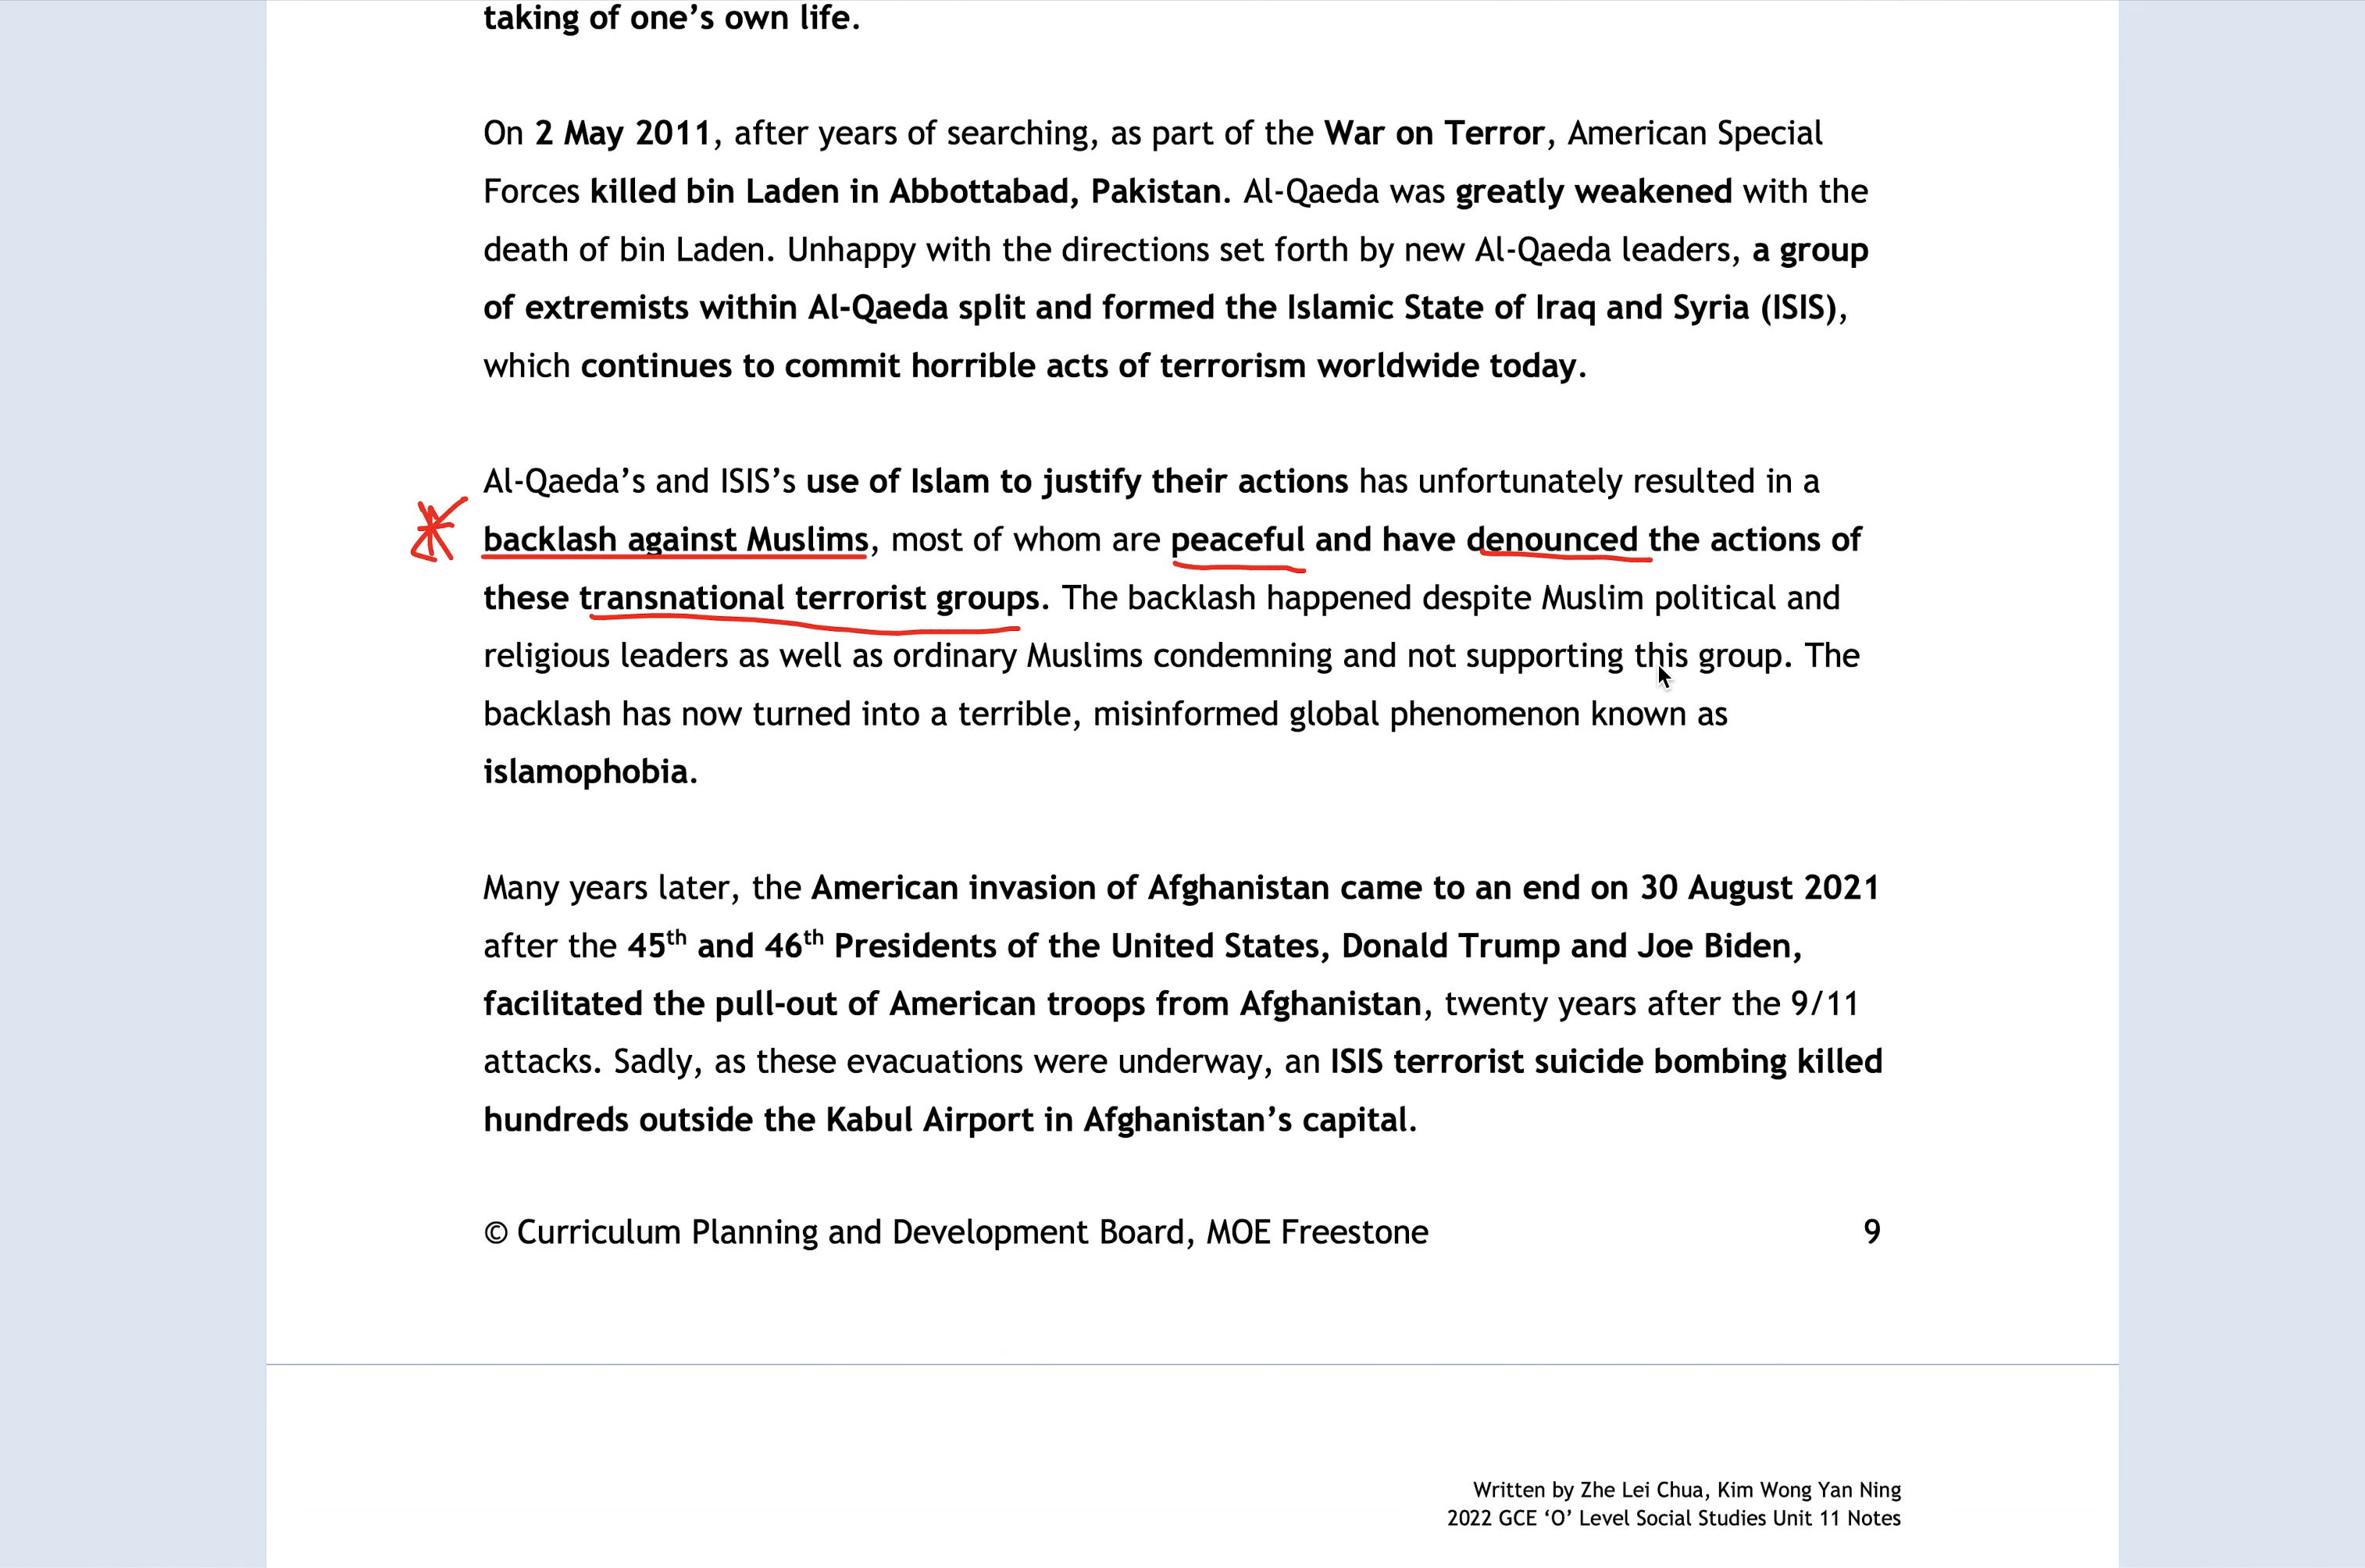 taking of one’s own life.
On 2 May 2011, after years of searching, as part of the War on Terror, American Special
Forces killed bin Laden in Abbottabad, Pakistan. Al-Qaeda was greatly weakened with the
death of bin Laden. Unhappy with the directions set forth by new Al-Qaeda leaders, a group
of extremists within Al-Qaeda split and formed the Islamic State of Iraq and Syria (ISIS),
which continues to commit horrible acts of terrorism worldwide today.
Al-Qaeda’s and ISIS’s use of Islam to justify their actions has unfortunately resulted in a
backlash against Muslims, most of whom are peaceful and have denounced the actions of
these transnational terrorist groups. The backlash happened despite Muslim political and
religious leaders as well as ordinary Muslims condemning and not supporting this group. The
backlash has now turned into a terrible, misinformed global phenomenon known as
islamophobia.
Many years later, the American invasion of Afghanistan came to an end on 30 August 2021
after the 45th and 46th Presidents of the United States, Donald Trump and Joe Biden,
facilitated the pull-out of American troops from Afghanistan, twenty years after the 9/11
attacks. Sadly, as these evacuations were underway, an ISIS terrorist suicide bombing killed
hundreds outside the Kabul Airport in Afghanistan’s capital.
© Curriculum Planning and Development Board, MOE Freestone 9
Written by Zhe Lei Chua, Kim Wong Yan Ning
2022 GCE ‘O’ Level Social Studies Unit 11 Notes